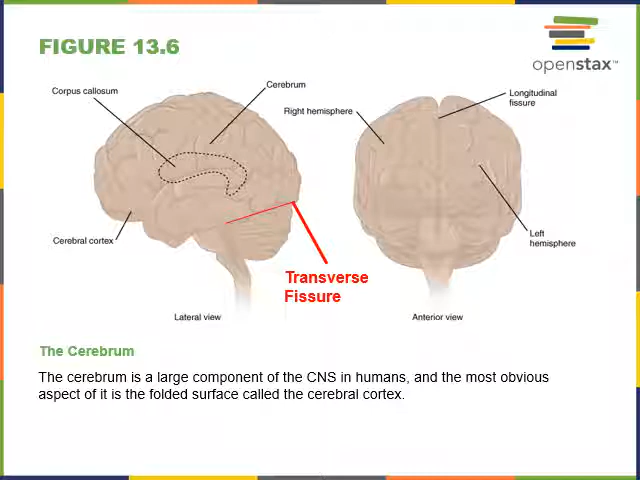 FIGURE 13.6
openstax™
Corpus callosum
Cerebrum
Cerebral cortex
Transverse
Fissure
Lateral view
Longitudinal
fissure
Right hemisphere
Left
hemisphere
Anterior view
The Cerebrum
The cerebrum is a large component of the CNS in humans, and the most obvious
aspect of it is the folded surface called the cerebral cortex.